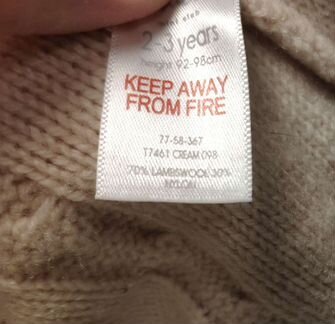 2-3 years
height 92-98cm
KEEP AWAY
FROM FIRE
77-58-367
T7461 CREAM 098
70% LAMBSWOOL 30%
NYLON